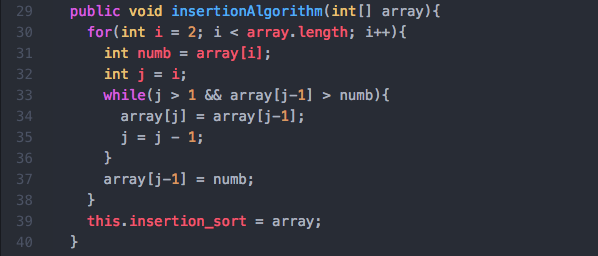 29 public void insertionAlgorithm(int[] array){
30 for(int i = 2; i < array.length; i++){
31 int numb = array[i];
32 int j = i;
33 while(j > 1 && array[j-1] > numb){
34 array[j] = array[j-1];
35 j = j - 1;
36 }
37 array[j-1] = numb;
38 }
39 this.insertion_sort = array;
40 }